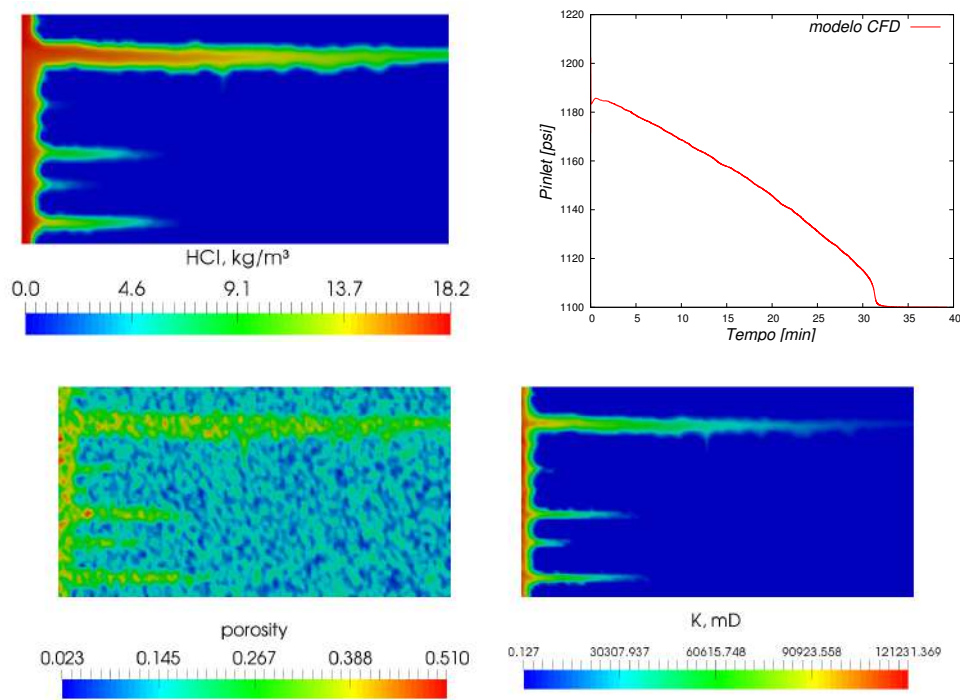 HCl, kg/m³
0.0 4.6 9.1 13.7 18.2
1220
1200
1180
1160
1140
1120
1100
0 5 10 15 20 25 30 35 40
Pinlet [psi]
Tempo [min]
modelo CFD
porosity
0.023 0.145 0.267 0.388 0.510
K, mD
0.127 30307.937 60615.748 90923.558 121231.369